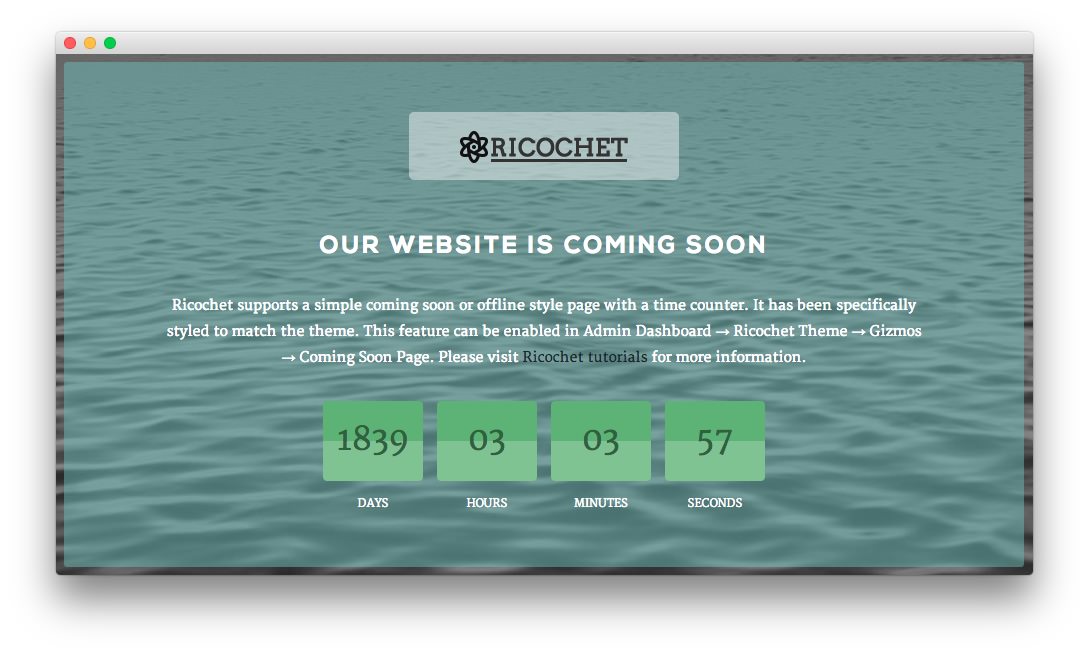 RICOCHET
OUR WEBSITE IS COMING SOON
Ricochet supports a simple coming soon or offline style page with a time counter. It has been specifically
styled to match the theme. This feature can be enabled in Admin Dashboard → Ricochet Theme → Gizmos
→ Coming Soon Page. Please visit Ricochet tutorials for more information.
1839 03 03 57
DAYS HOURS MINUTES SECONDS